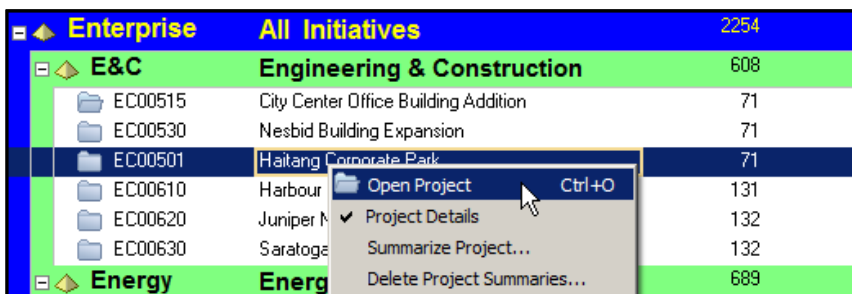 Enterprise All Initiatives 2254
E&C Engineering & Construction 608
EC00515 City Center Office Building Addition 71
EC00530 Nesbid Building Expansion 71
EC00501 Haitang Corporate Park 71
Open Project Ctrl+O
EC00610 Harbour 131
Project Details
EC00620 Juniper 132
Summarize Project...
EC00630 Saratoga 132
Delete Project Summaries...
Energy Energ 689